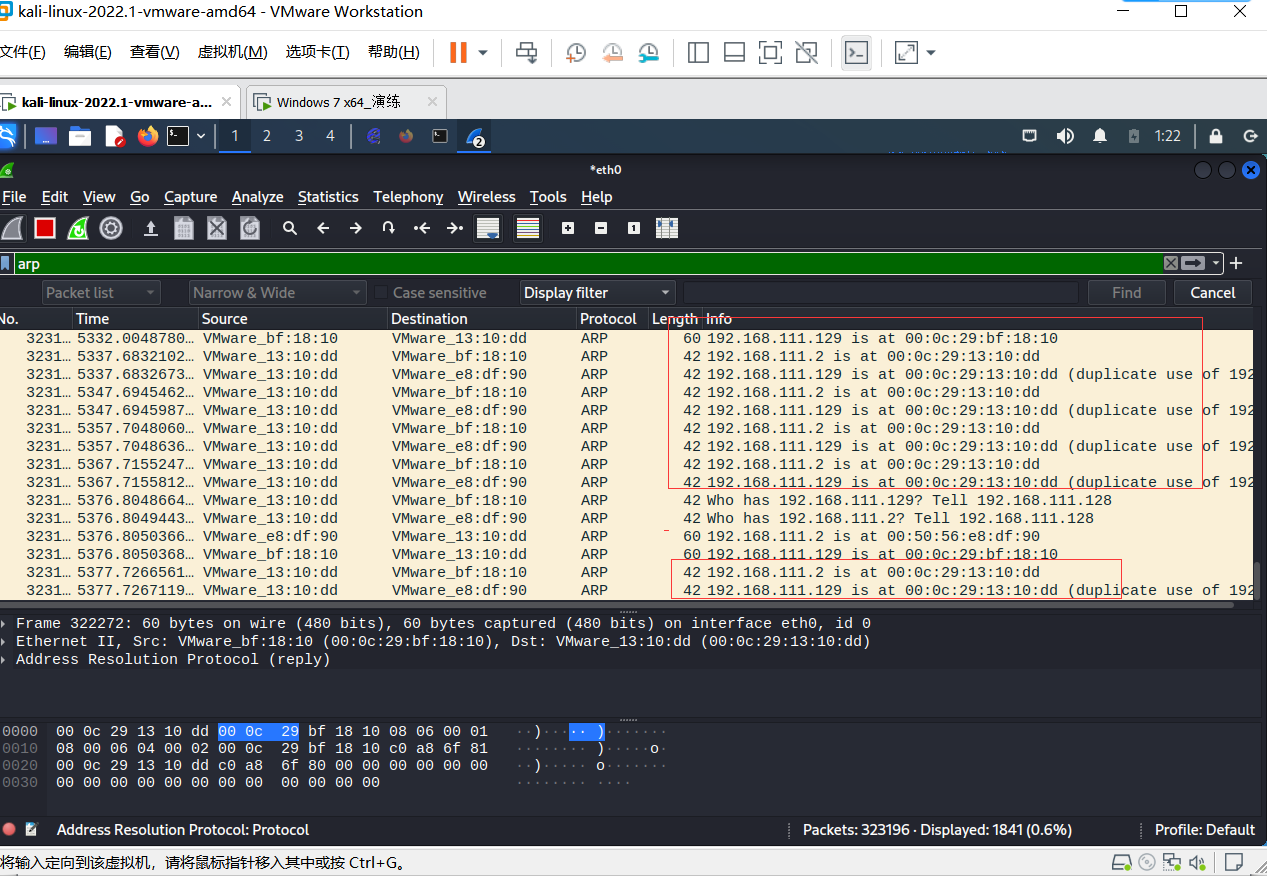 kali-linux-2022.1-vmware-amd64 - VMware Workstation
文件(F) 编辑(E) 查看(V) 虚拟机(M) 选项卡(T) 帮助(H)
kali-linux-2022.1-vmware-a... Windows 7 x64_演练
1 2 3 4 2 1:22
*eth0
File Edit View Go Capture Analyze Statistics Telephony Wireless Tools Help
arp
Packet list Narrow & Wide Case sensitive Display filter Find Cancel
No. Time Source Destination Protocol Length Info
3231… 5332.0048780… VMware_bf:18:10 VMware_13:10:dd ARP 60 192.168.111.129 is at 00:0c:29:bf:18:10
3231… 5337.6832102… VMware_13:10:dd VMware_bf:18:10 ARP 42 192.168.111.2 is at 00:0c:29:13:10:dd
3231… 5337.6832673… VMware_13:10:dd VMware_e8:df:90 ARP 42 192.168.111.129 is at 00:0c:29:13:10:dd (duplicate use of 192
3231… 5347.6945462… VMware_13:10:dd VMware_bf:18:10 ARP 42 192.168.111.2 is at 00:0c:29:13:10:dd
3231… 5347.6945987… VMware_13:10:dd VMware_e8:df:90 ARP 42 192.168.111.129 is at 00:0c:29:13:10:dd (duplicate use of 192
3231… 5357.7048060… VMware_13:10:dd VMware_bf:18:10 ARP 42 192.168.111.2 is at 00:0c:29:13:10:dd
3231… 5357.7048636… VMware_13:10:dd VMware_e8:df:90 ARP 42 192.168.111.129 is at 00:0c:29:13:10:dd (duplicate use of 192
3231… 5367.7155247… VMware_13:10:dd VMware_bf:18:10 ARP 42 192.168.111.2 is at 00:0c:29:13:10:dd
3231… 5367.7155812… VMware_13:10:dd VMware_e8:df:90 ARP 42 192.168.111.129 is at 00:0c:29:13:10:dd (duplicate use of 192
3231… 5376.8048664… VMware_13:10:dd VMware_bf:18:10 ARP 42 Who has 192.168.111.129? Tell 192.168.111.128
3231… 5376.8049443… VMware_13:10:dd VMware_e8:df:90 ARP 42 Who has 192.168.111.2? Tell 192.168.111.128
3231… 5376.8050366… VMware_e8:df:90 VMware_13:10:dd ARP 60 192.168.111.2 is at 00:50:56:e8:df:90
3231… 5376.8050368… VMware_bf:18:10 VMware_13:10:dd ARP 60 192.168.111.129 is at 00:0c:29:bf:18:10
3231… 5377.7266561… VMware_13:10:dd VMware_bf:18:10 ARP 42 192.168.111.2 is at 00:0c:29:13:10:dd
3231… 5377.7267119… VMware_13:10:dd VMware_e8:df:90 ARP 42 192.168.111.129 is at 00:0c:29:13:10:dd (duplicate use of 192
Frame 322272: 60 bytes on wire (480 bits), 60 bytes captured (480 bits) on interface eth0, id 0
Ethernet II, Src: VMware_bf:18:10 (00:0c:29:bf:18:10), Dst: VMware_13:10:dd (00:0c:29:13:10:dd)
Address Resolution Protocol (reply)
0000 00 0c 29 13 10 dd 00 0c 29 bf 18 10 08 06 00 01 ··)····· )·······
0010 08 00 06 04 00 02 00 0c 29 bf 18 10 c0 a8 6f 81 ········ )·····o·
0020 00 0c 29 13 10 dd c0 a8 6f 80 00 00 00 00 00 00 ··)····· o·······
0030 00 00 00 00 00 00 00 00 00 00 00 00 ········ ····
Address Resolution Protocol: Protocol Packets: 323196 · Displayed: 1841 (0.6%) Profile: Default
将输入定向到该虚拟机，请将鼠标指针移入其中或按 Ctrl+G。